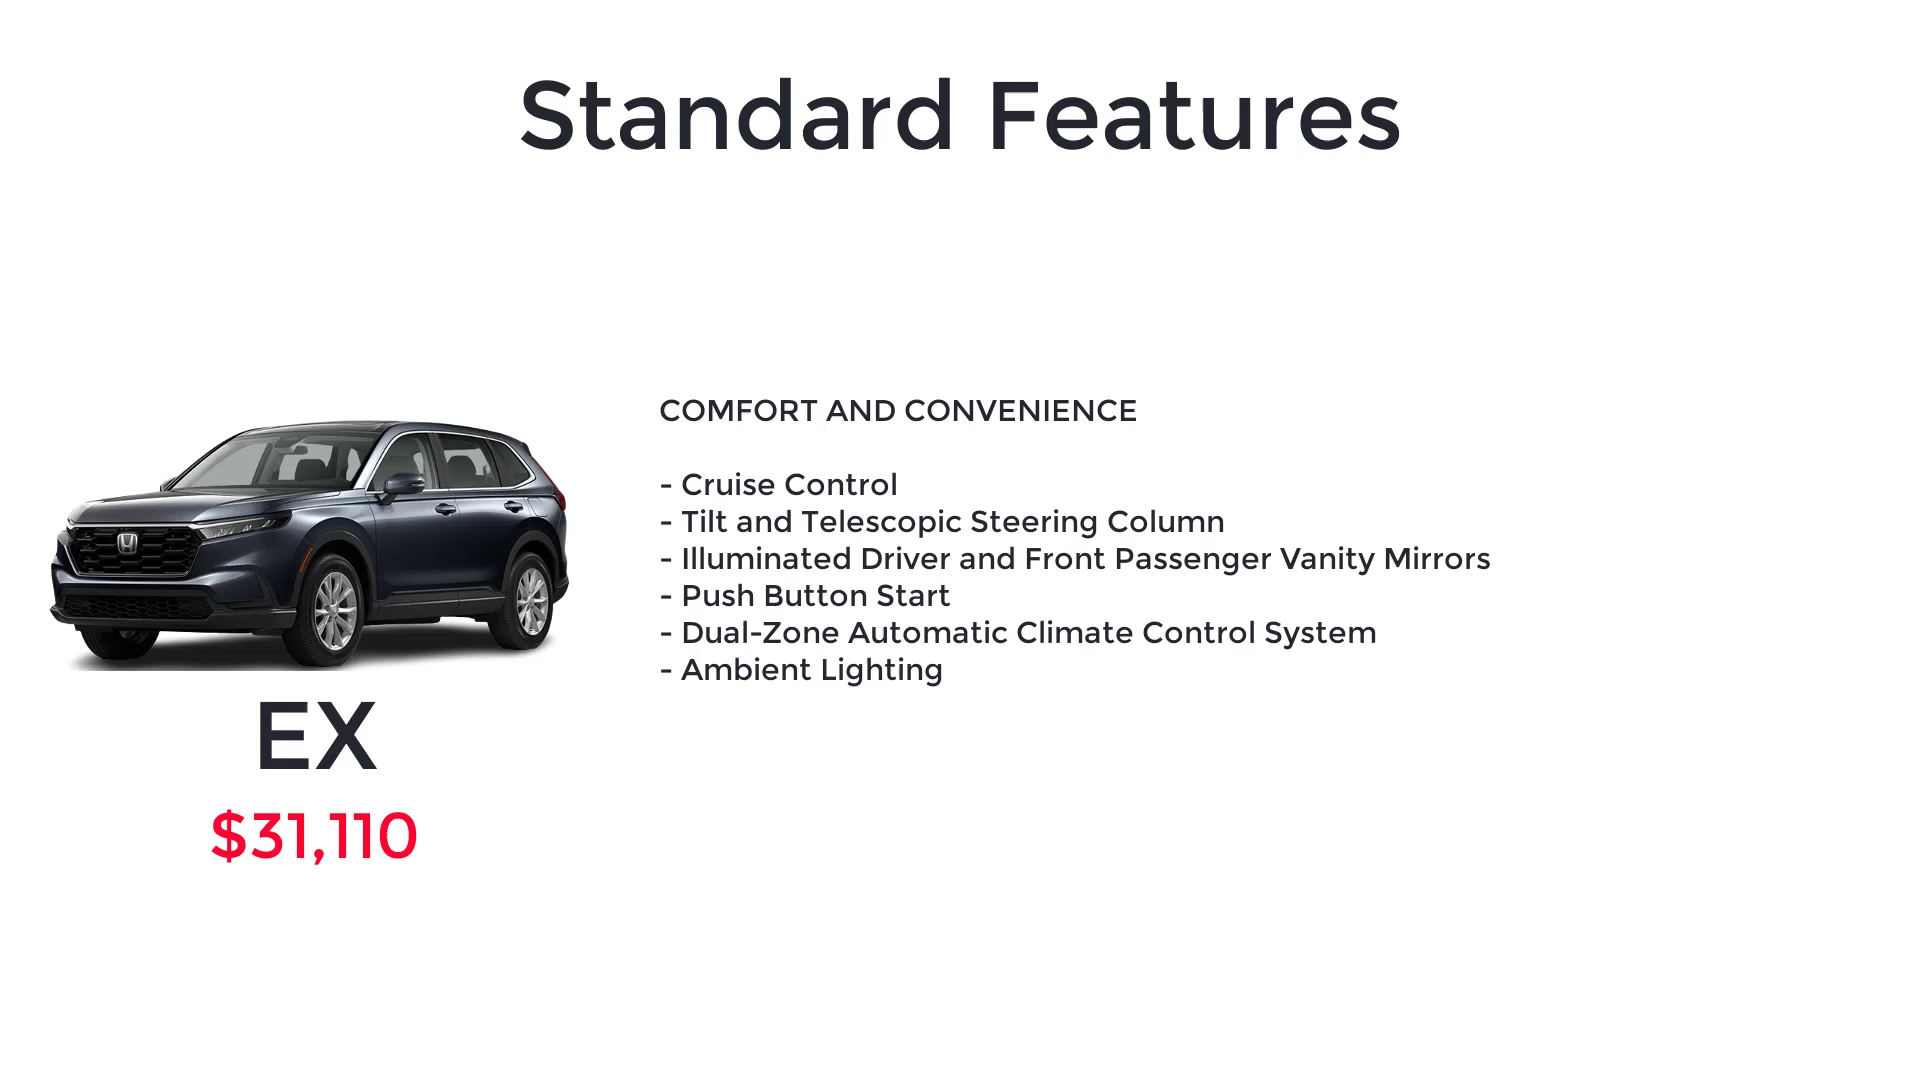 Standard Features
COMFORT AND CONVENIENCE
- Cruise Control
- Tilt and Telescopic Steering Column
- Illuminated Driver and Front Passenger Vanity Mirrors
- Push Button Start
- Dual-Zone Automatic Climate Control System
- Ambient Lighting
EX
$31,110